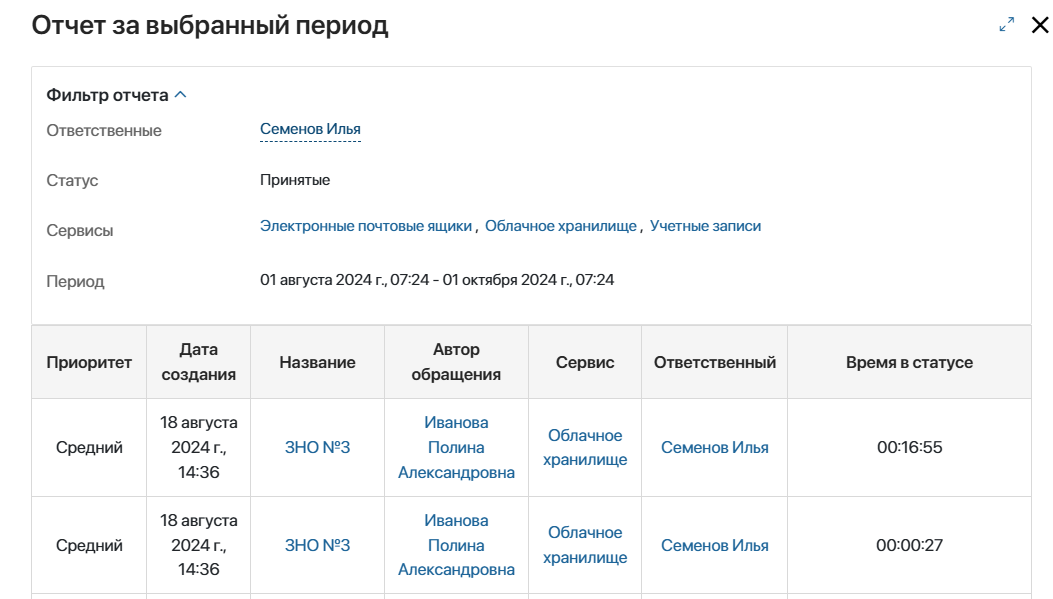 Отчет за выбранный период
Фильтр отчета
Ответственные
Семенов Илья
Статус
Принятые
Сервисы
Электронные почтовые ящики , Облачное хранилище , Учетные записи
Период
01 августа 2024 г., 07:24 - 01 октября 2024 г., 07:24
Приоритет
Дата
создания
Название
Автор
обращения
Сервис
Ответственный
Время в статусе
Средний
18 августа
2024 г.,
14:36
ЗНО №3
Иванова
Полина
Александровна
Облачное
хранилище
Семенов Илья
00:16:55
Средний
18 августа
2024 г.,
14:36
ЗНО №3
Иванова
Полина
Александровна
Облачное
хранилище
Семенов Илья
00:00:27